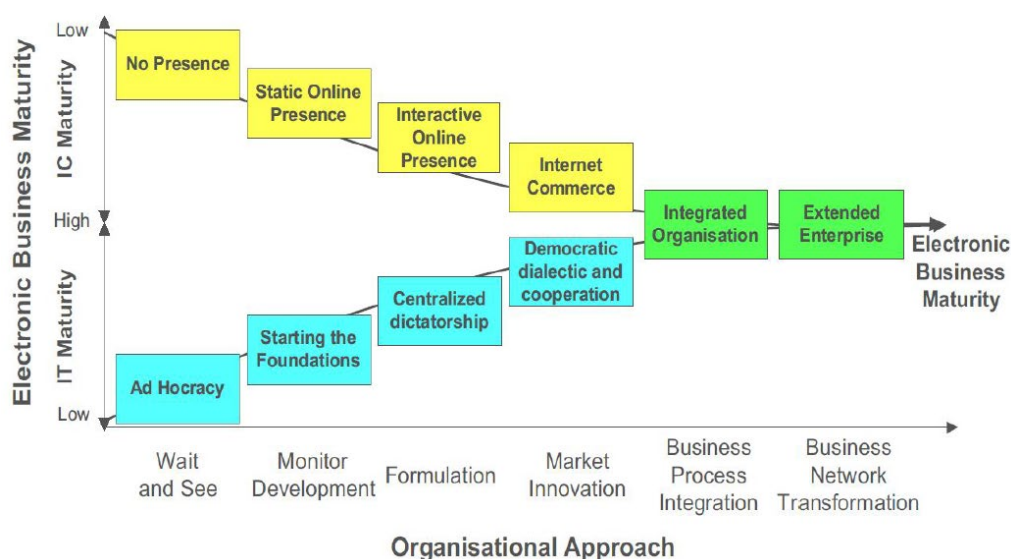 Electronic Business Maturity
IC Maturity
IT Maturity
Low
High
Low
No Presence
Static Online
Presence
Interactive
Online
Presence
Internet
Commerce
Integrated
Organisation
Extended
Enterprise
Electronic
Business
Maturity
Ad Hocracy
Starting the
Foundations
Centralized
dictatorship
Democratic
dialectic and
cooperation
Wait
and See
Monitor
Development
Formulation
Market
Innovation
Business
Process
Integration
Business
Network
Transformation
Organisational Approach